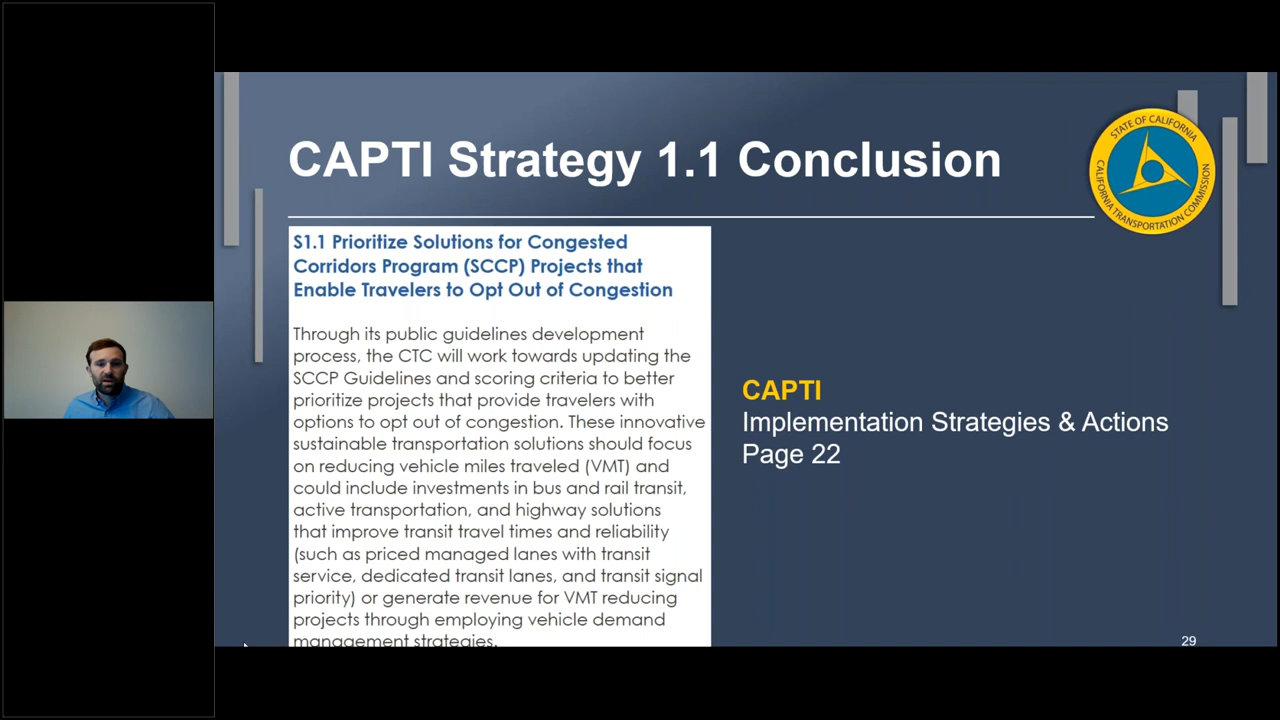 CAPTI Strategy 1.1 Conclusion
STATE OF CALIFORNIA
CALIFORNIA TRANSPORTATION COMMISSION
S1.1 Prioritize Solutions for Congested
Corridors Program (SCCP) Projects that
Enable Travelers to Opt Out of Congestion
Through its public guidelines development
process, the CTC will work towards updating the
SCCP Guidelines and scoring criteria to better
prioritize projects that provide travelers with
options to opt out of congestion. These innovative
sustainable transportation solutions should focus
on reducing vehicle miles traveled (VMT) and
could include investments in bus and rail transit,
active transportation, and highway solutions
that improve transit travel times and reliability
(such as priced managed lanes with transit
service, dedicated transit lanes, and transit signal
priority) or generate revenue for VMT reducing
projects through employing vehicle demand
management strategies.
CAPTI
Implementation Strategies & Actions
Page 22
29